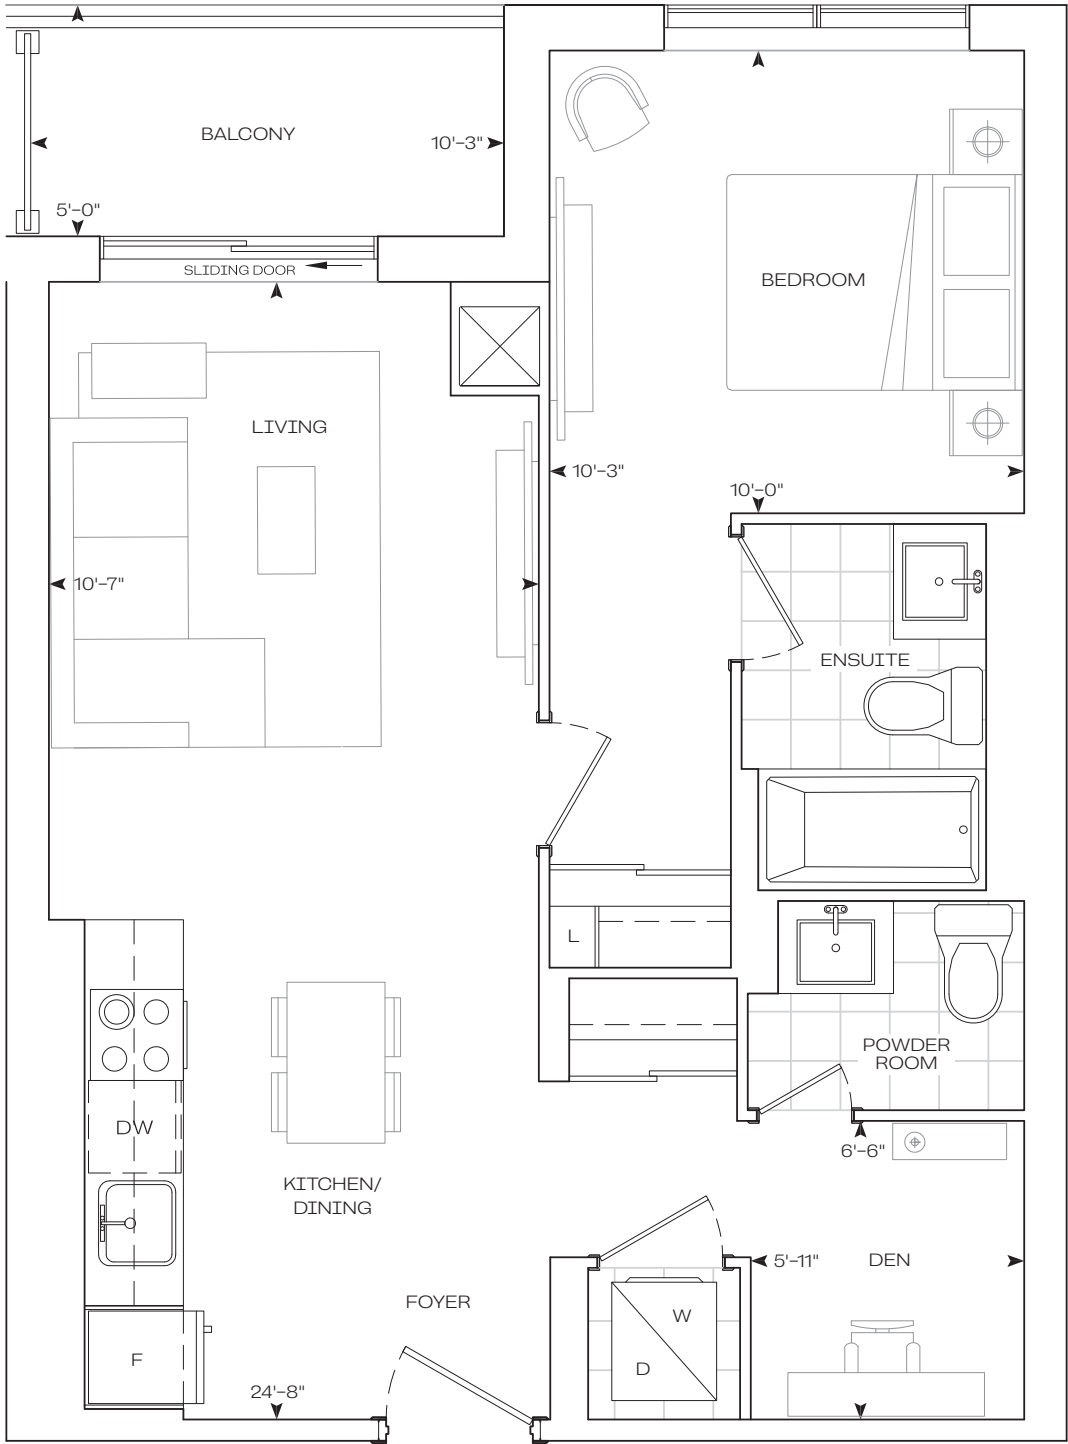 BALCONY
10'-3"
5'-0"
SLIDING DOOR
BEDROOM
LIVING
10'-3"
10'-0"
10'-7"
ENSUITE
L
POWDER
ROOM
DW
6'-6"
KITCHEN/
DINING
5'-11"
DEN
FOYER
W
F
D
24'-8"